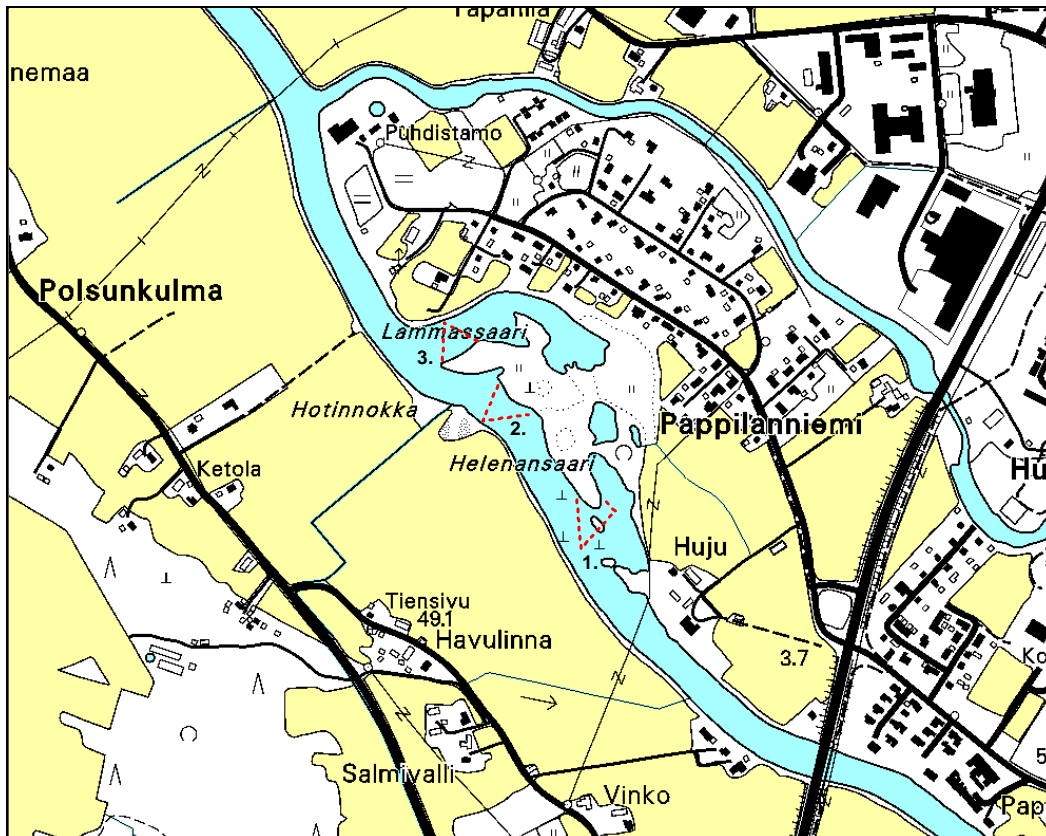 Tapanila
nemaa
Puhdistamo
Polsunkulma
Lammassaari
3.
Hotinnokka
2.
Pappilanniemi
Helenansaari
Ketola
Hu
1.
Huju
Tiensivu
49.1
Havulinna
3.7
Ko
Salmivalli
5
Vinko
Pap